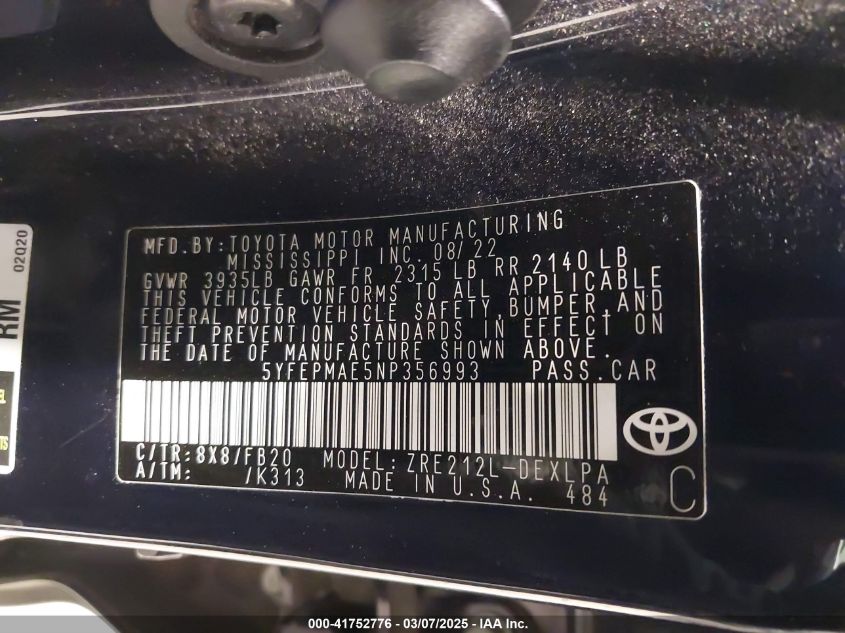 MFD.BY:TOYOTA MOTOR MANUFACTURING
MISSISSIPPI INC. 08/22
GVWR 3935LB GAWR FR 2315 LB RR 2140 LB
THIS VEHICLE CONFORMS TO ALL APPLICABLE
FEDERAL MOTOR VEHICLE SAFETY,BUMPER,AND
THEFT PREVENTION STANDARDS IN EFFECT ON
THE DATE OF MANUFACTURE SHOWN ABOVE.
5YFEPMAE5NP356993 PASS.CAR
C/TR:8X8/FB20 MODEL:ZRE212L-DEXLPA
A/TM: /K313 MADE IN U.S.A. 484 C
02020
RM
000-41752776 - 03/07/2025 - IAA Inc.